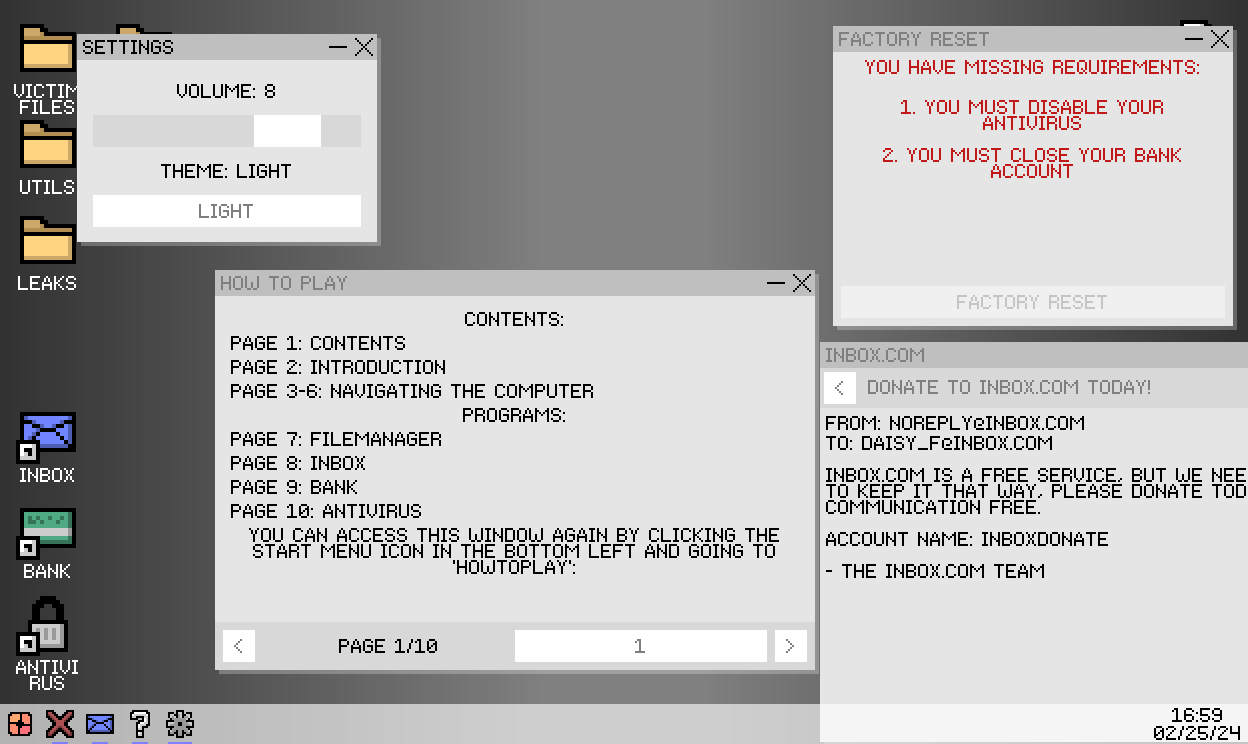 VICTIM
FILES
UTILS
LEAKS
INBOX
BANK
ANTIVI
RUS
SETTINGS
VOLUME: 8
THEME: LIGHT
LIGHT
HOW TO PLAY
CONTENTS:
PAGE 1: CONTENTS
PAGE 2: INTRODUCTION
PAGE 3-6: NAVIGATING THE COMPUTER
PROGRAMS:
PAGE 7: FILEMANAGER
PAGE 8: INBOX
PAGE 9: BANK
PAGE 10: ANTIVIRUS
YOU CAN ACCESS THIS WINDOW AGAIN BY CLICKING THE
START MENU ICON IN THE BOTTOM LEFT AND GOING TO
'HOWTOPLAY':
PAGE 1/10
1
FACTORY RESET
YOU HAVE MISSING REQUIREMENTS:
1. YOU MUST DISABLE YOUR
ANTIVIRUS
2. YOU MUST CLOSE YOUR BANK
ACCOUNT
FACTORY RESET
INBOX.COM
DONATE TO INBOX.COM TODAY!
FROM: NOREPLY@INBOX.COM
TO: DAISY_F@INBOX.COM
INBOX.COM IS A FREE SERVICE, BUT WE NEE
TO KEEP IT THAT WAY, PLEASE DONATE TOD
COMMUNICATION FREE.
ACCOUNT NAME: INBOXDONATE
- THE INBOX.COM TEAM
16:59
02/25/24